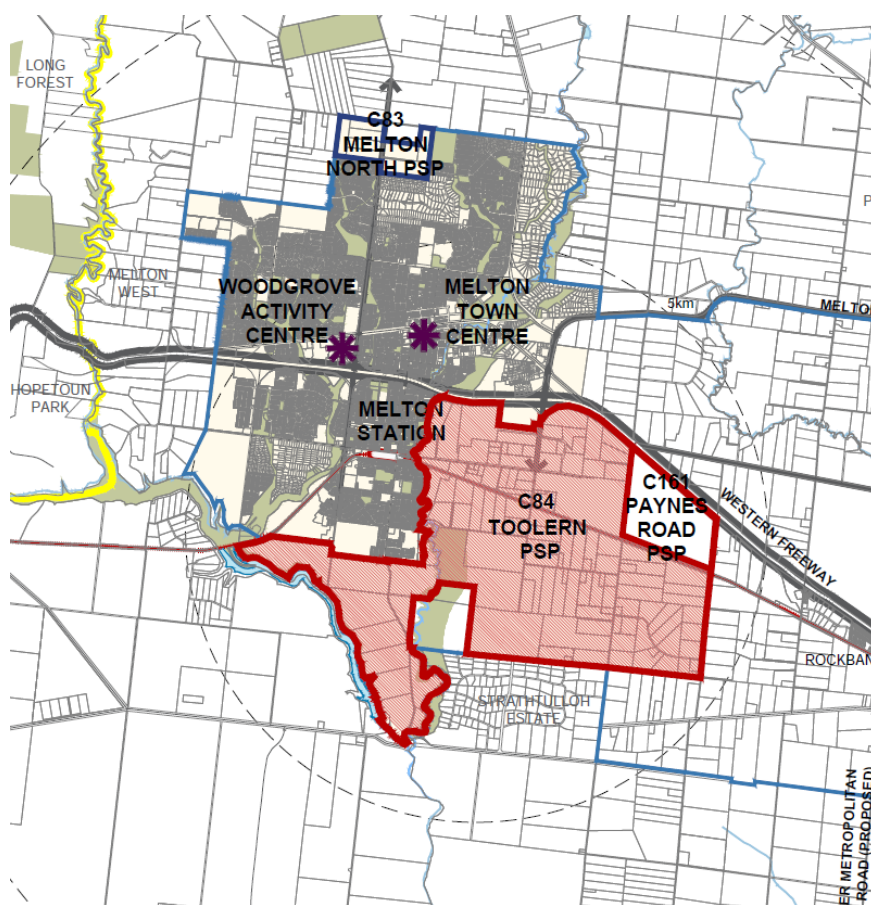 LONG
FOREST
C83
MELTON
NORTH PSP
P
MELTON
WEST
WOODGROVE
ACTIVITY
CENTRE
MELTON
TOWN
CENTRE
5km
MELTO
HOPETOUN
PARK
MELTON
STATION
C84
TOOLERN
PSP
C161
PAYNES
ROAD
PSP
WESTERN FREEWAY
ROCKBAN
STRATHTULLOH
ESTATE
ER METROPOLITAN
ROAD (PROPOSED)